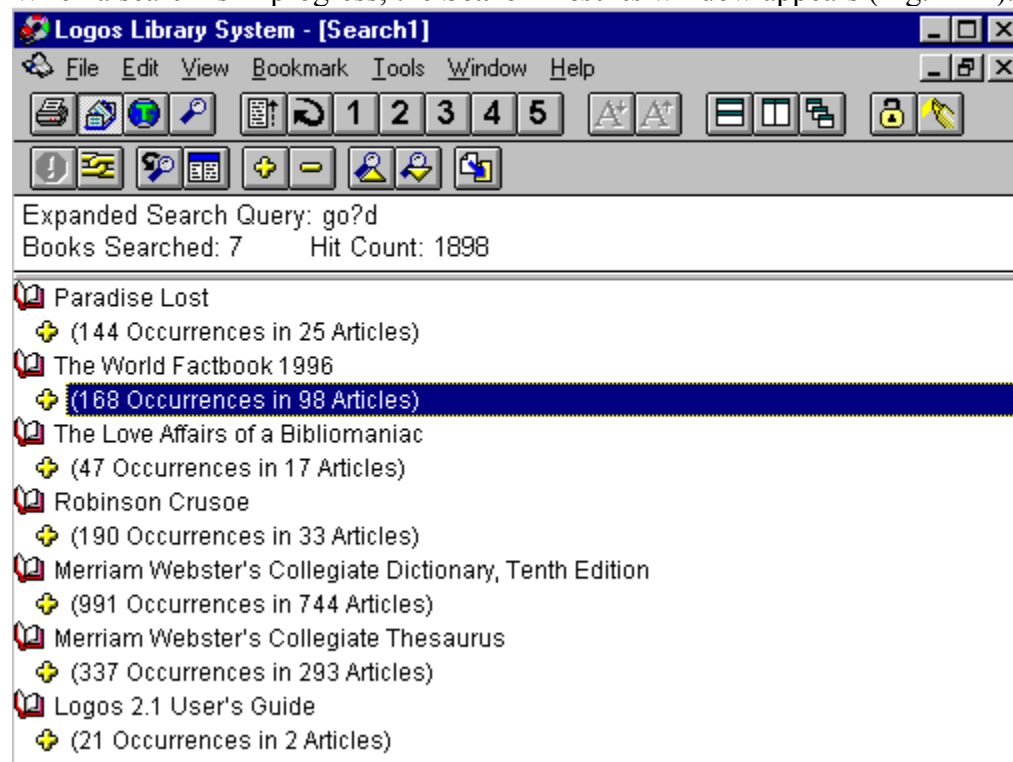 Logos Library System - [Search1]
File Edit View Bookmark Tools Window Help
1 2 3 4 5 A A
Expanded Search Query: go?d
Books Searched: 7 Hit Count: 1898
Paradise Lost
(144 Occurrences in 25 Articles)
The World Factbook 1996
(168 Occurrences in 98 Articles)
The Love Affairs of a Bibliomaniac
(47 Occurrences in 17 Articles)
Robinson Crusoe
(190 Occurrences in 33 Articles)
Merriam Webster's Collegiate Dictionary, Tenth Edition
(991 Occurrences in 744 Articles)
Merriam Webster's Collegiate Thesaurus
(337 Occurrences in 293 Articles)
Logos 2.1 User's Guide
(21 Occurrences in 2 Articles)